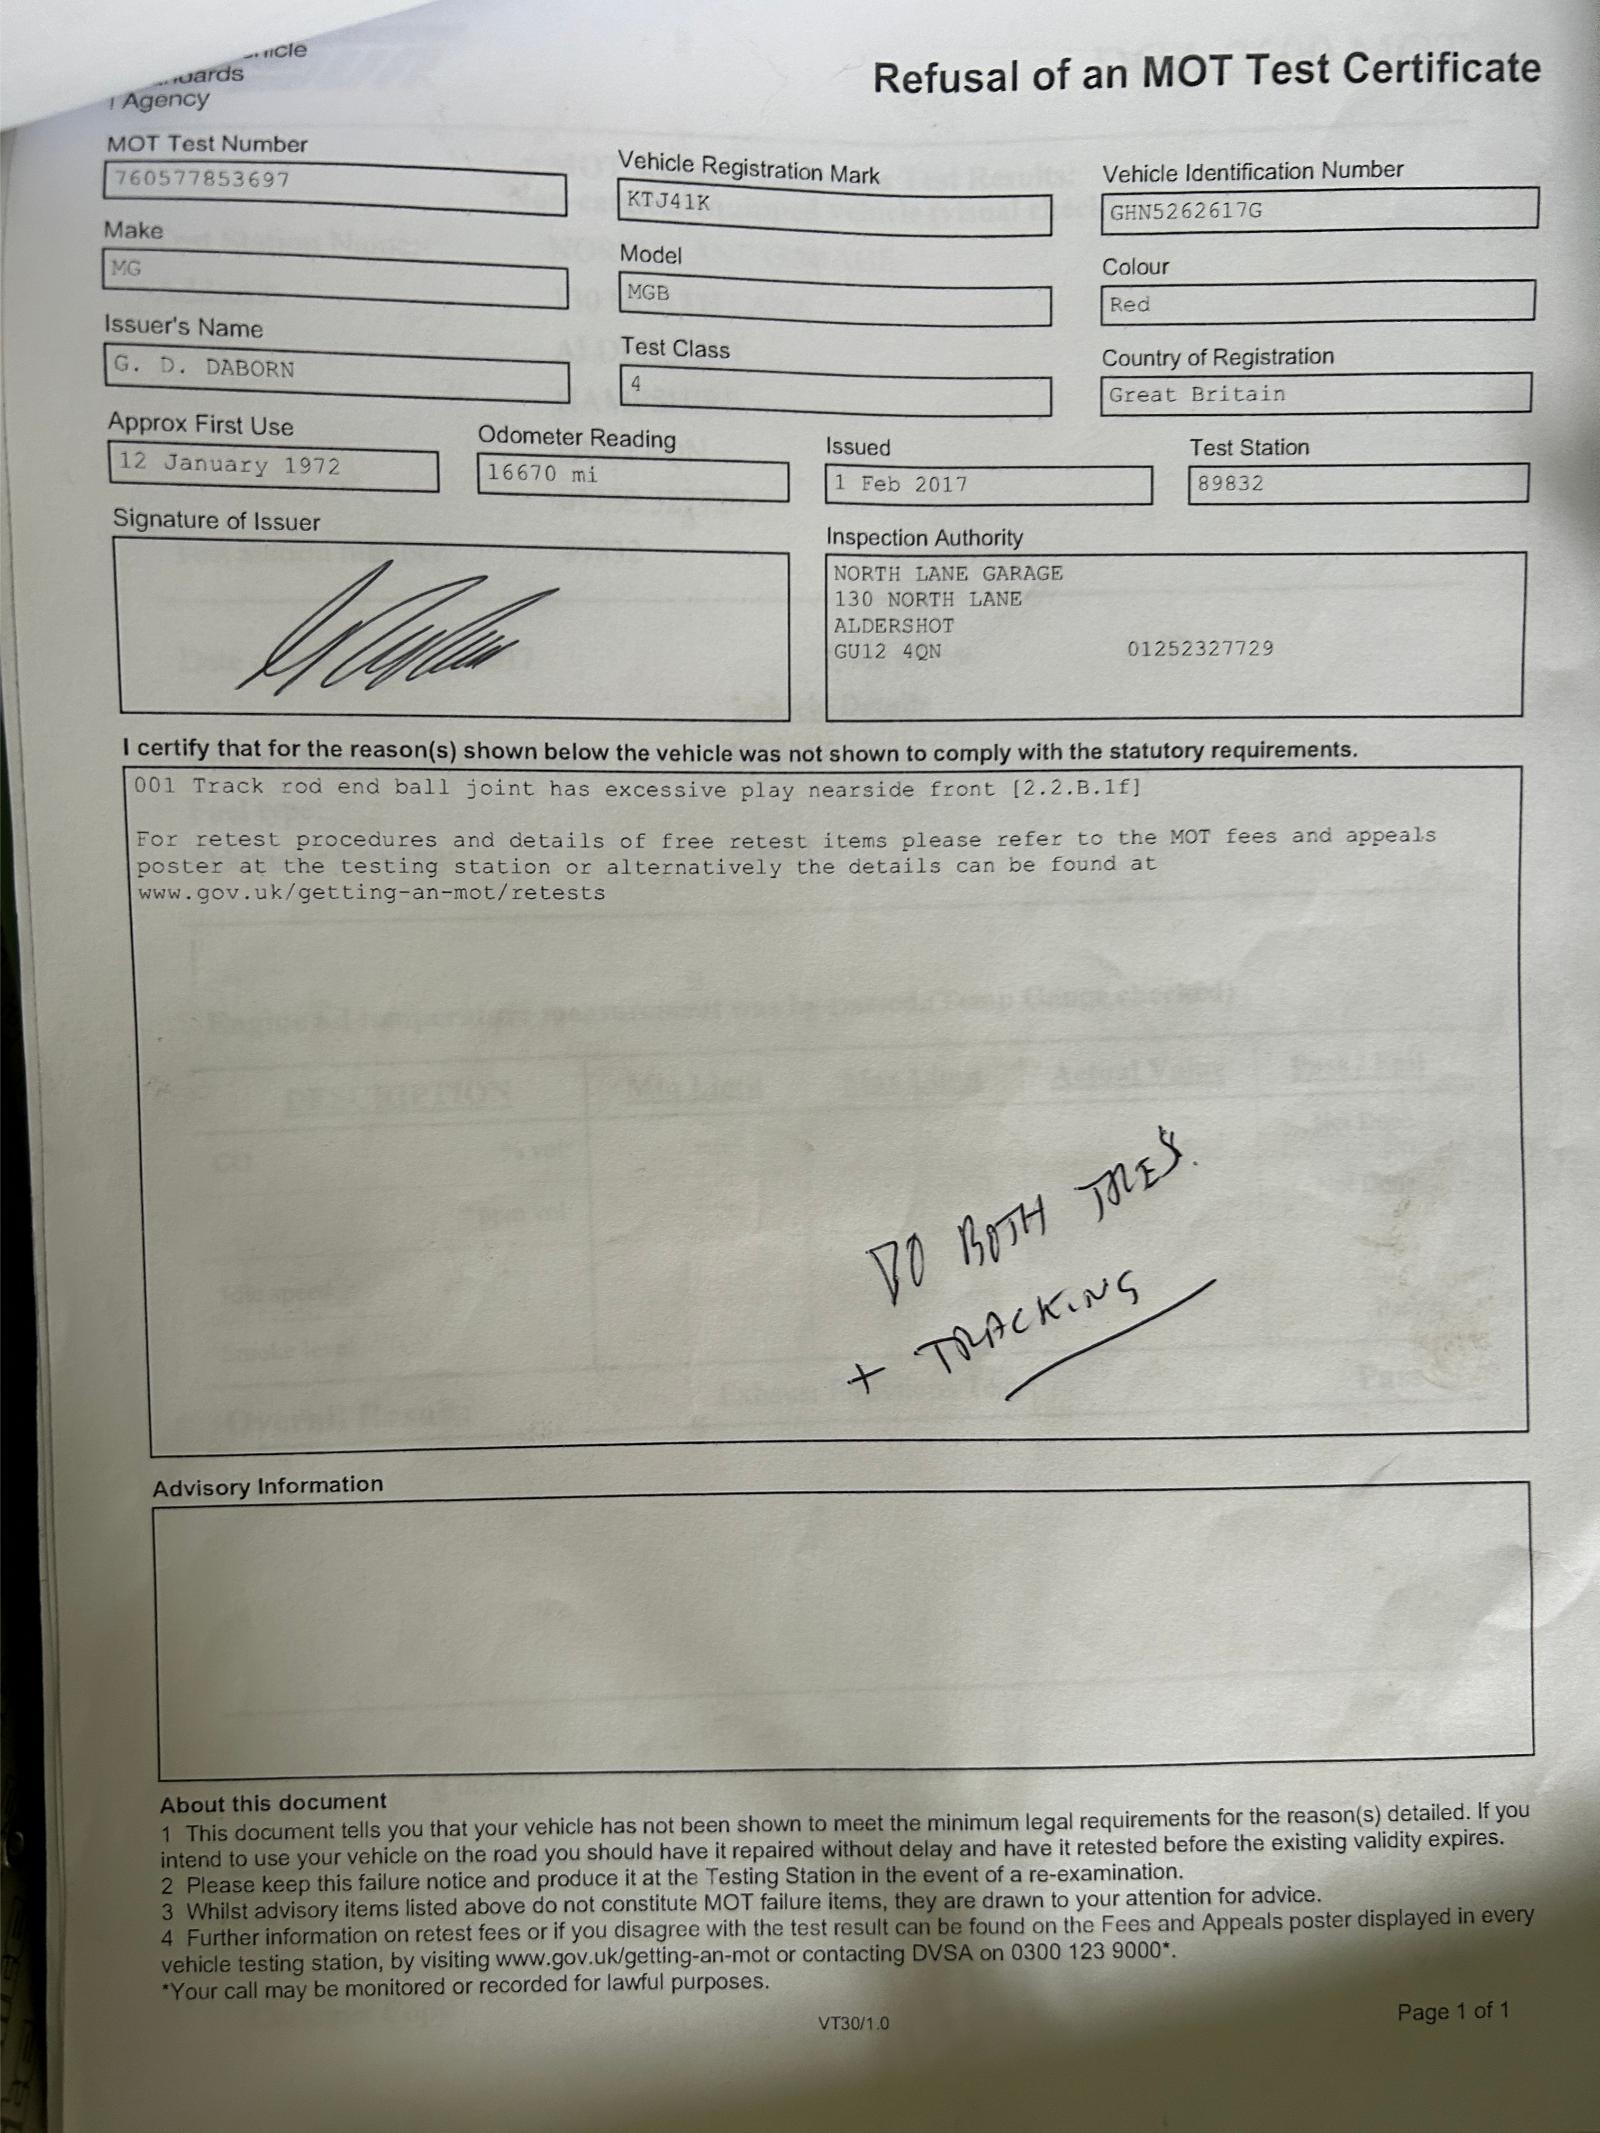 Agency
Refusal of an MOT Test Certificate
MOT Test Number
760577853697
Vehicle Registration Mark
KTJ41K
Vehicle Identification Number
GHN5262617G
Make
MG
Model
MGB
Colour
Red
Issuer's Name
G. D. DABORN
Test Class
4
Country of Registration
Great Britain
Approx First Use
12 January 1972
Odometer Reading
16670 mi
Issued
1 Feb 2017
Test Station
89832
Signature of Issuer
Inspection Authority
NORTH LANE GARAGE
130 NORTH LANE
ALDERSHOT
GU12 4QN 01252327729
I certify that for the reason(s) shown below the vehicle was not shown to comply with the statutory requirements.
001 Track rod end ball joint has excessive play nearside front [2.2.B.1f]
For retest procedures and details of free retest items please refer to the MOT fees and appeals
poster at the testing station or alternatively the details can be found at
www.gov.uk/getting-an-mot/retests
DO BOTH TRES.
+ TRACKING
Advisory Information
About this document
1 This document tells you that your vehicle has not been shown to meet the minimum legal requirements for the reason(s) detailed. If you
intend to use your vehicle on the road you should have it repaired without delay and have it retested before the existing validity expires.
2 Please keep this failure notice and produce it at the Testing Station in the event of a re-examination.
3 Whilst advisory items listed above do not constitute MOT failure items, they are drawn to your attention for advice.
4 Further information on retest fees or if you disagree with the test result can be found on the Fees and Appeals poster displayed in every
vehicle testing station, by visiting www.gov.uk/getting-an-mot or contacting DVSA on 0300 123 9000*.
*Your call may be monitored or recorded for lawful purposes.
VT30/1.0
Page 1 of 1